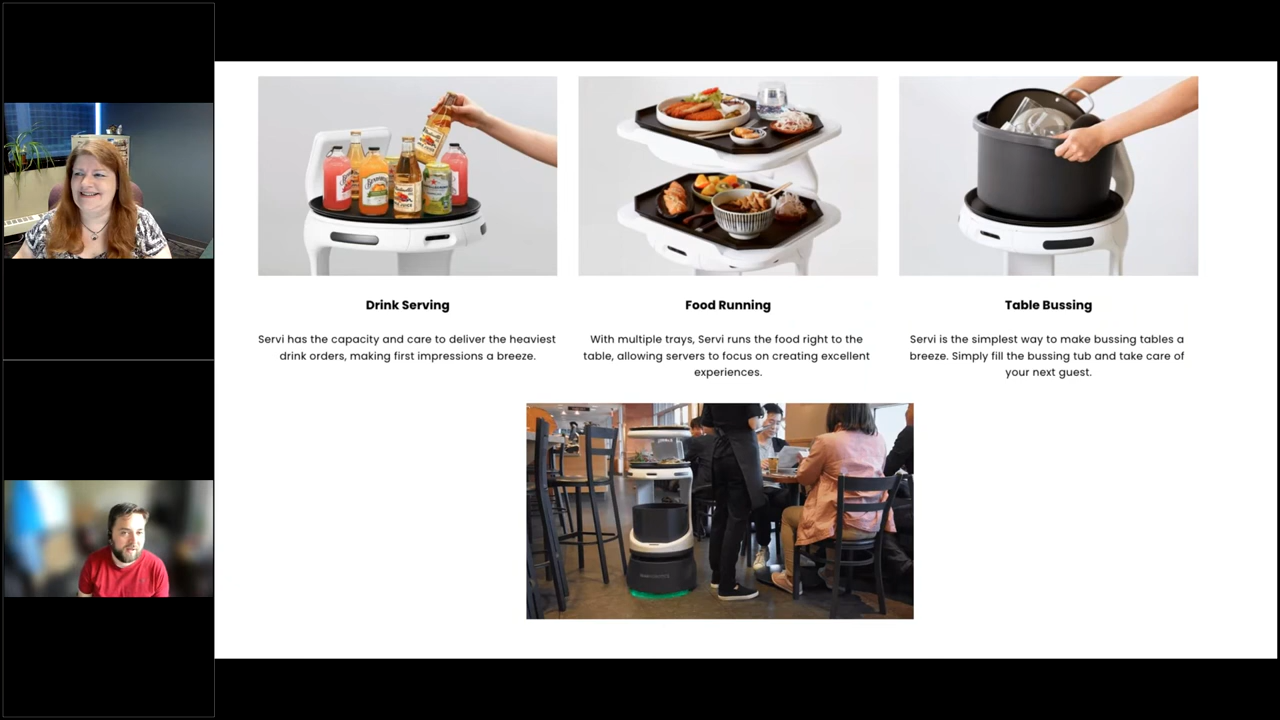 Drink Serving
Servi has the capacity and care to deliver the heaviest
drink orders, making first impressions a breeze.
Food Running
With multiple trays, Servi runs the food right to the
table, allowing servers to focus on creating excellent
experiences.
Table Bussing
Servi is the simplest way to make bussing tables a
breeze. Simply fill the bussing tub and take care of
your next guest.